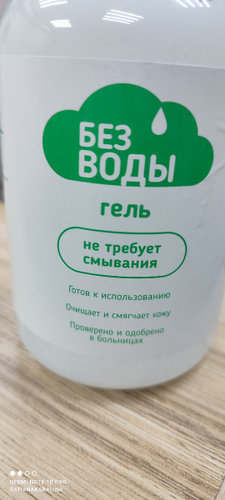 БЕЗ
ВОДЫ
гель
не требует
смывания
Готов к использованию
Очищает и смягчает кожу
Проверено и одобрено
в больницах